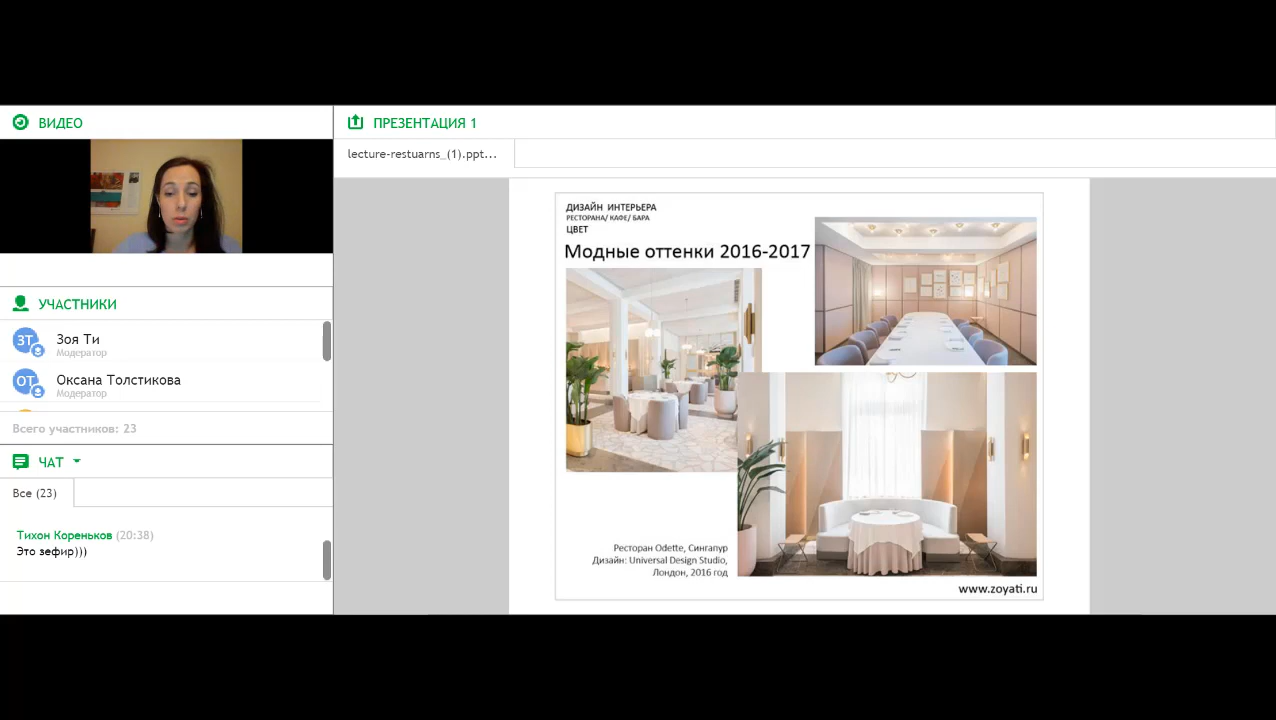 ВИДЕО
УЧАСТНИКИ
ЗТ
Зоя Ти
Модератор
ОТ
Оксана Толстикова
Модератор
Всего участников: 23
ЧАТ
Все (23)
Тихон Кореньков (20:38)
Это зефир)))
ПРЕЗЕНТАЦИЯ 1
lecture-restuarns_(1).ppt...
ДИЗАЙН ИНТЕРЬЕРА
РЕСТОРАНА/ КАФЕ/ БАРА
ЦВЕТ
Модные оттенки 2016-2017
Ресторан Odette, Сингапур
Дизайн: Universal Design Studio,
Лондон, 2016 год
www.zoyati.ru